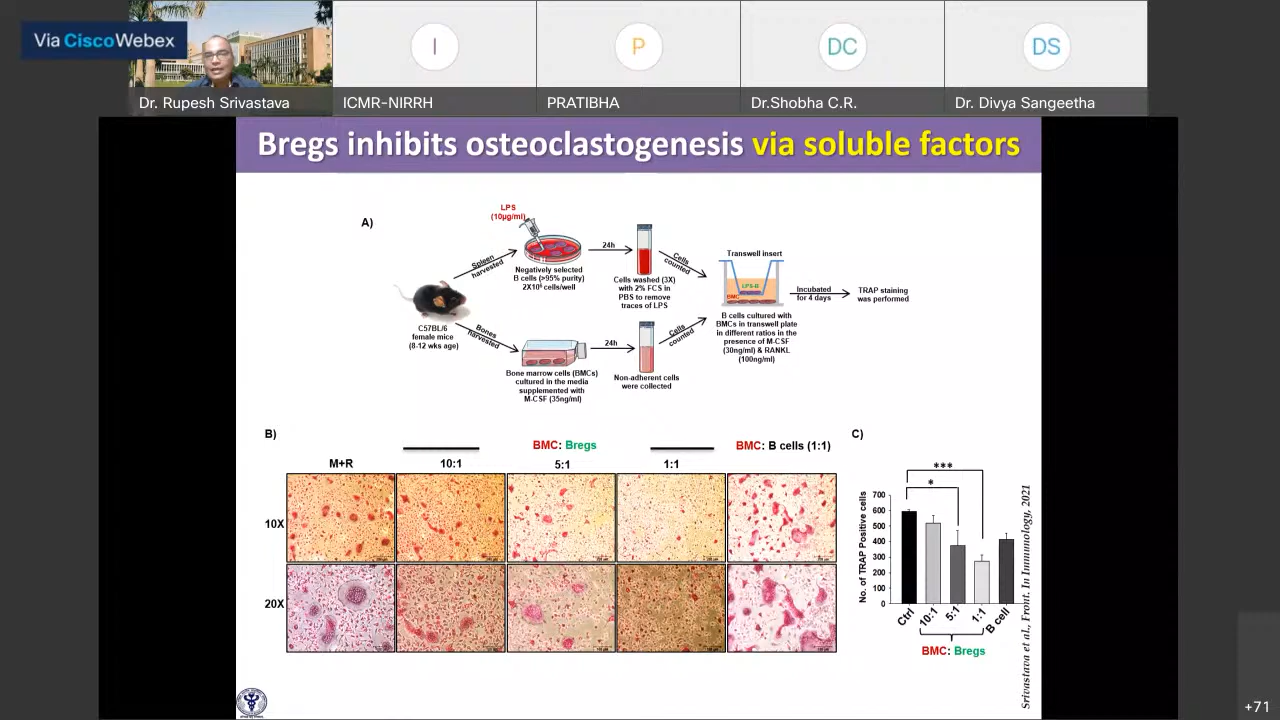 Via Cisco Webex
I
P
DC
DS
Dr. Rupesh Srivastava
ICMR-NIRRH
PRATIBHA
Dr.Shobha C.R.
Dr. Divya Sangeetha
Bregs inhibits osteoclastogenesis via soluble factors
A)
LPS
(10µg/ml)
Spleen
harvested
Negatively selected
B cells (>95% purity)
24h
Cells washed (3X)
with 2% FCS in
PBS to remove
traces of LPS
Cells
counted
C57BL/6
female mice
(8-12 wks age)
Bones
harvested
Bone marrow cells (BMCs)
cultured in the media
supplemented with
M-CSF (35ng/ml)
24h
Non-adherent cells
were collected
Cells
counted
Transwell insert
LPS-B
BMC
B cells cultured with
BMCs in transwell plate
in different ratios in the
presence of M-CSF
(30ng/ml) & RANKL
(100ng/ml)
Incubated
for 4 days
TRAP staining
was performed
B)
BMC: Bregs
BMC: B cells (1:1)
M+R
10:1
5:1
1:1
10X
20X
C)
***
*
No. of TRAP Positive cells
700
600
500
400
300
200
100
0
Ctrl
10:1
5:1
1:1
B cell
BMC: Bregs
Srivastava et al., Front. In Immunology, 2021
+71